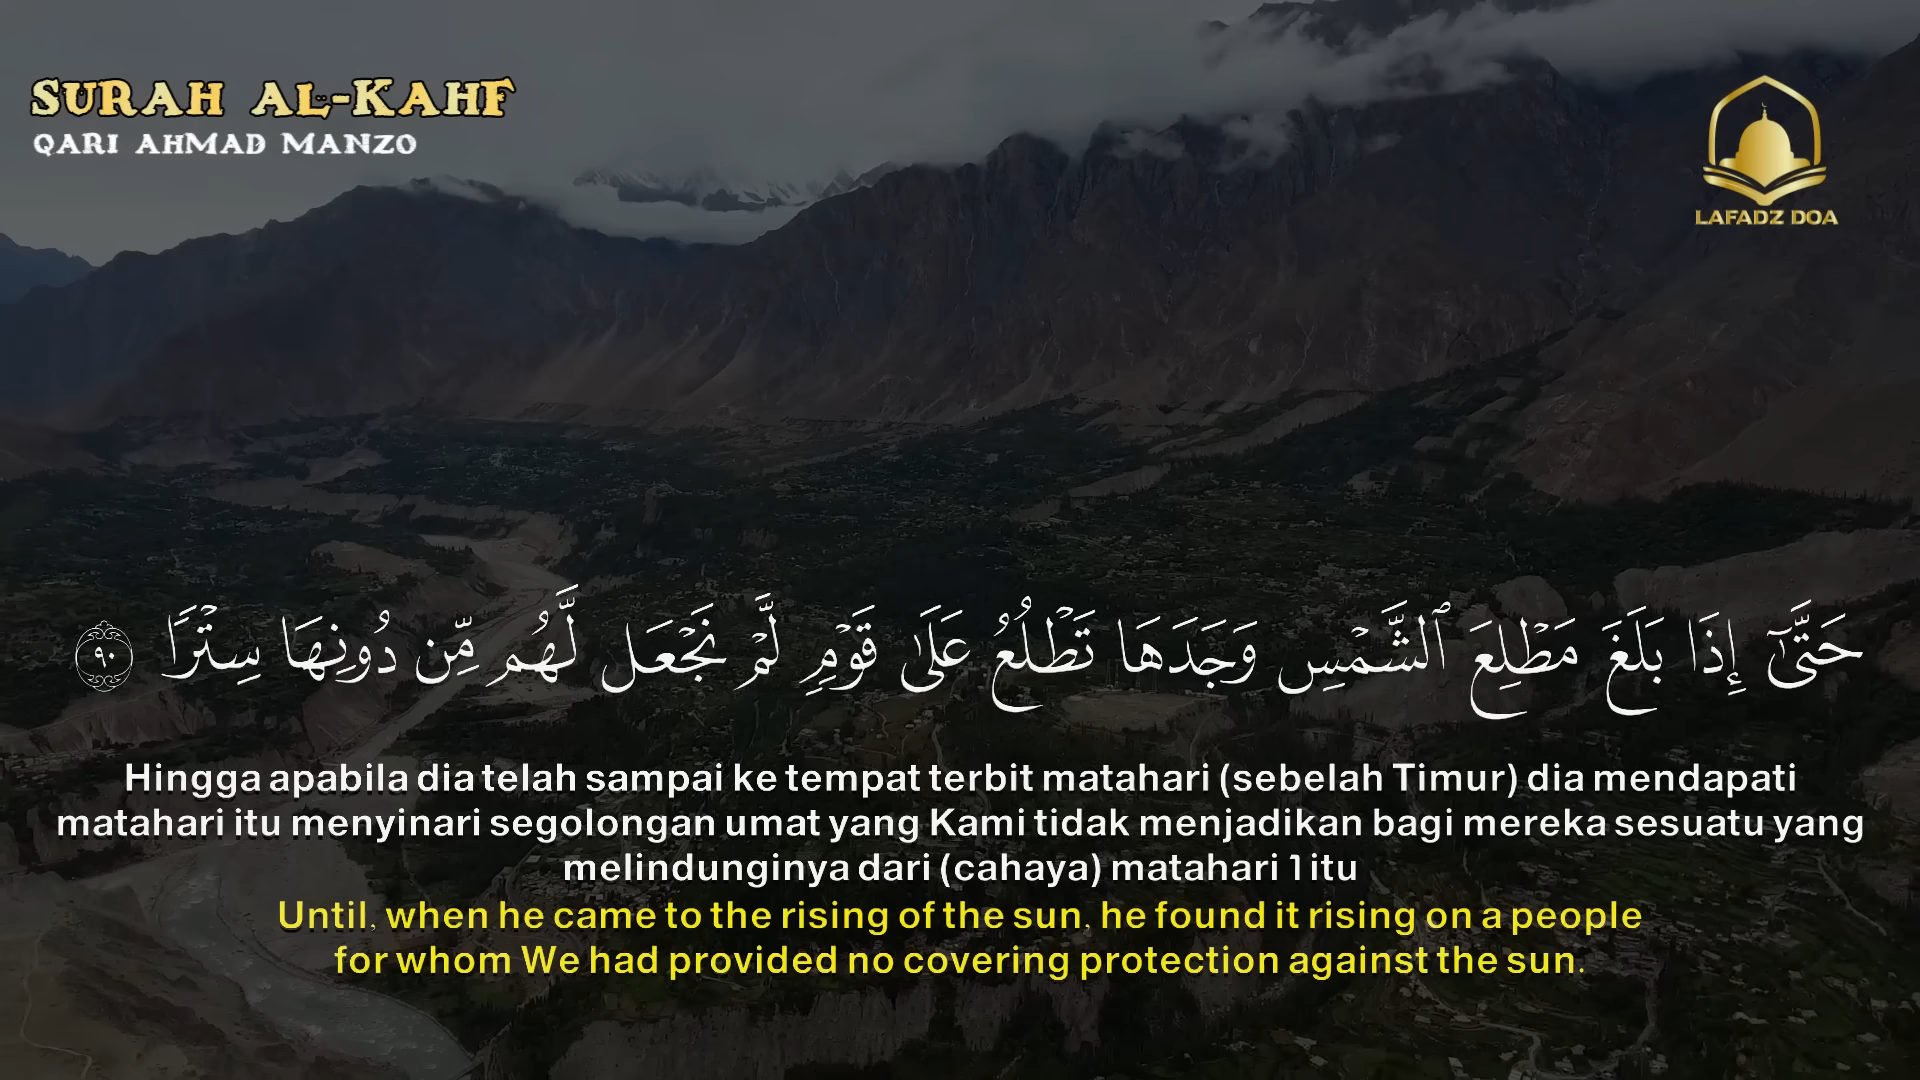 SURAH AL-KAHF
QARI AHMAD MANZO
LAFADZ DOA
حَتَّىٰٓ إِذَا بَلَغَ مَطْلِعَ ٱلشَّمْسِ وَجَدَهَا تَطْلُعُ عَلَىٰ قَوْمٍ لَّمْ نَجْعَل لَّهُم مِّن دُونِهَا سِتْرًا ٩٠
Hingga apabila dia telah sampai ke tempat terbit matahari (sebelah Timur) dia mendapati
matahari itu menyinari segolongan umat yang Kami tidak menjadikan bagi mereka sesuatu yang
melindunginya dari (cahaya) matahari 1 itu
Until, when he came to the rising of the sun, he found it rising on a people
for whom We had provided no covering protection against the sun.